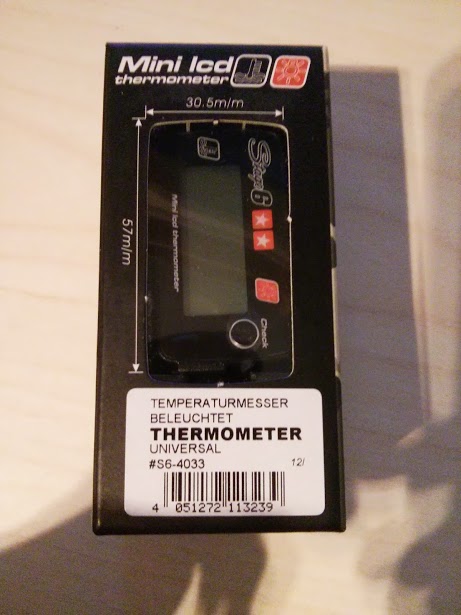 Mini lcd
thermometer
30.5m/m
57m/m
Stage6
Mini lcd thermometer
Check
TEMPERATURMESSER
BELEUCHTET
THERMOMETER
UNIVERSAL
#S6-4033
12/
4 051272 113239